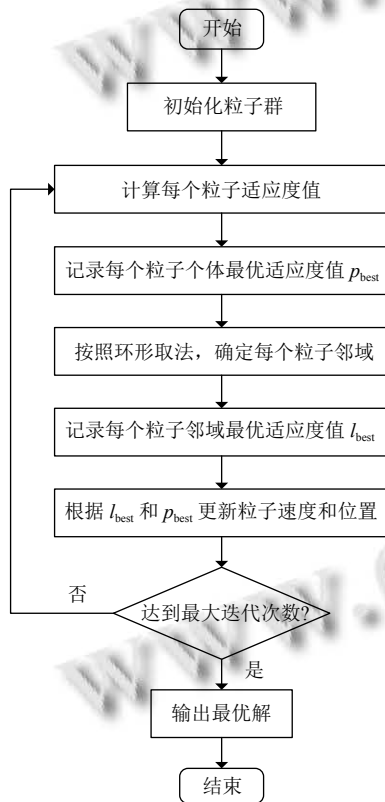 开始
初始化粒子群
计算每个粒子适应度值
记录每个粒子个体最优适应度值 p_best
按照环形取法，确定每个粒子邻域
记录每个粒子邻域最优适应度值 l_best
根据 l_best 和 p_best 更新粒子速度和位置
否
达到最大迭代次数?
是
输出最优解
结束